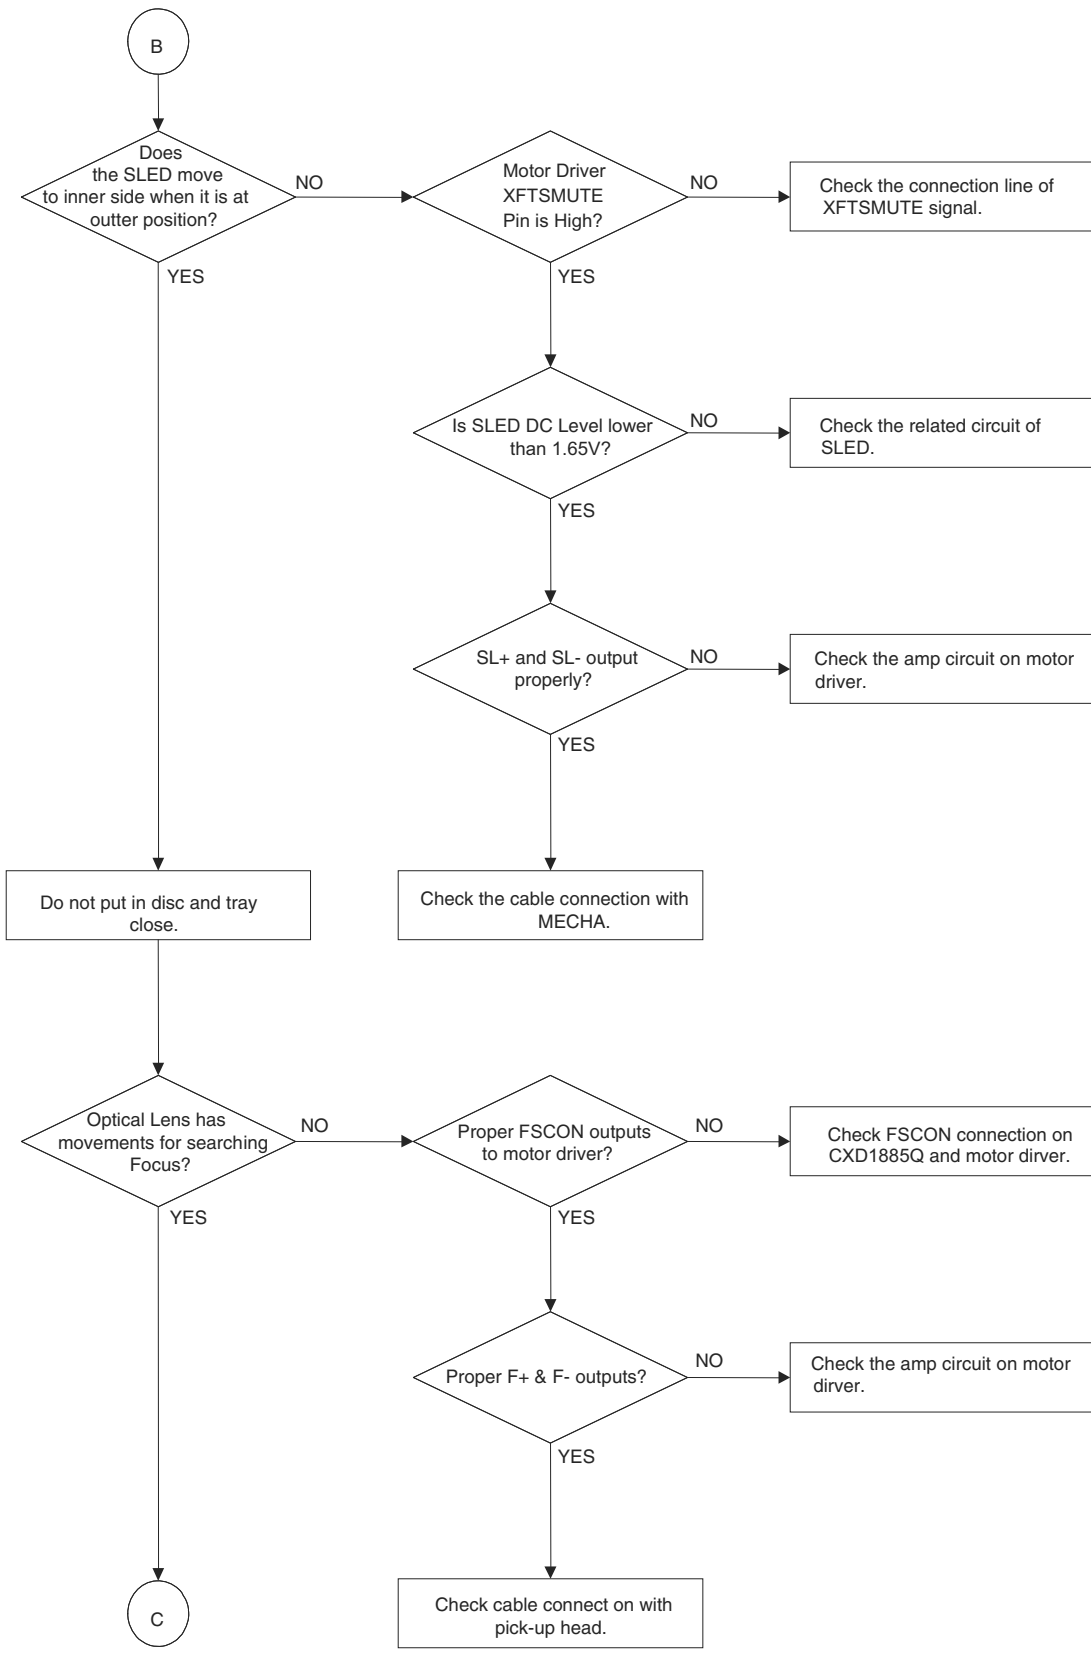 B
Does
the SLED move
to inner side when it is at
outter position?
NO
Motor Driver
XFTSMUTE
Pin is High?
NO
Check the connection line of
XFTSMUTE signal.
YES
YES
Is SLED DC Level lower
than 1.65V?
NO
Check the related circuit of
SLED.
YES
SL+ and SL- output
properly?
NO
Check the amp circuit on motor
driver.
YES
Do not put in disc and tray
close.
Check the cable connection with
MECHA.
Optical Lens has
movements for searching
Focus?
NO
Proper FSCON outputs
to motor driver?
NO
Check FSCON connection on
CXD1885Q and motor dirver.
YES
YES
Proper F+ & F- outputs?
NO
Check the amp circuit on motor
dirver.
YES
C
Check cable connect on with
pick-up head.